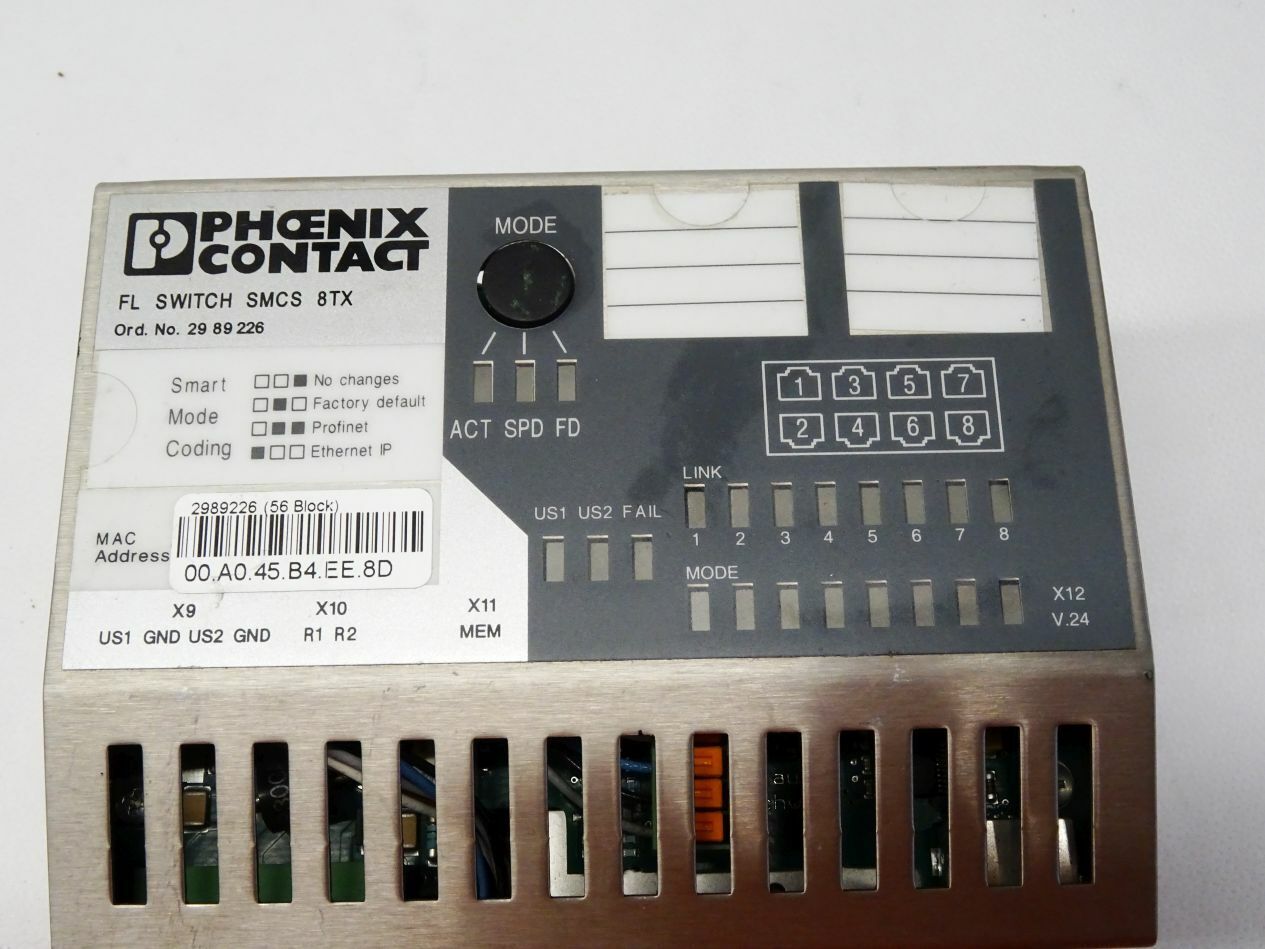 PHŒNIX
CONTACT
FL SWITCH SMCS 8TX
Ord. No. 29 89 226
Smart
Mode
Coding
No changes
Factory default
Profinet
Ethernet IP
MAC
Address
2989226 (56 Block)
00.A0.45.B4.EE.8D
X9
US1 GND US2 GND
X10
R1 R2
X11
MEM
MODE
ACT SPD FD
1 3 5 7
2 4 6 8
LINK
US1 US2 FAIL
1 2 3 4 5 6 7 8
MODE
X12
V.24